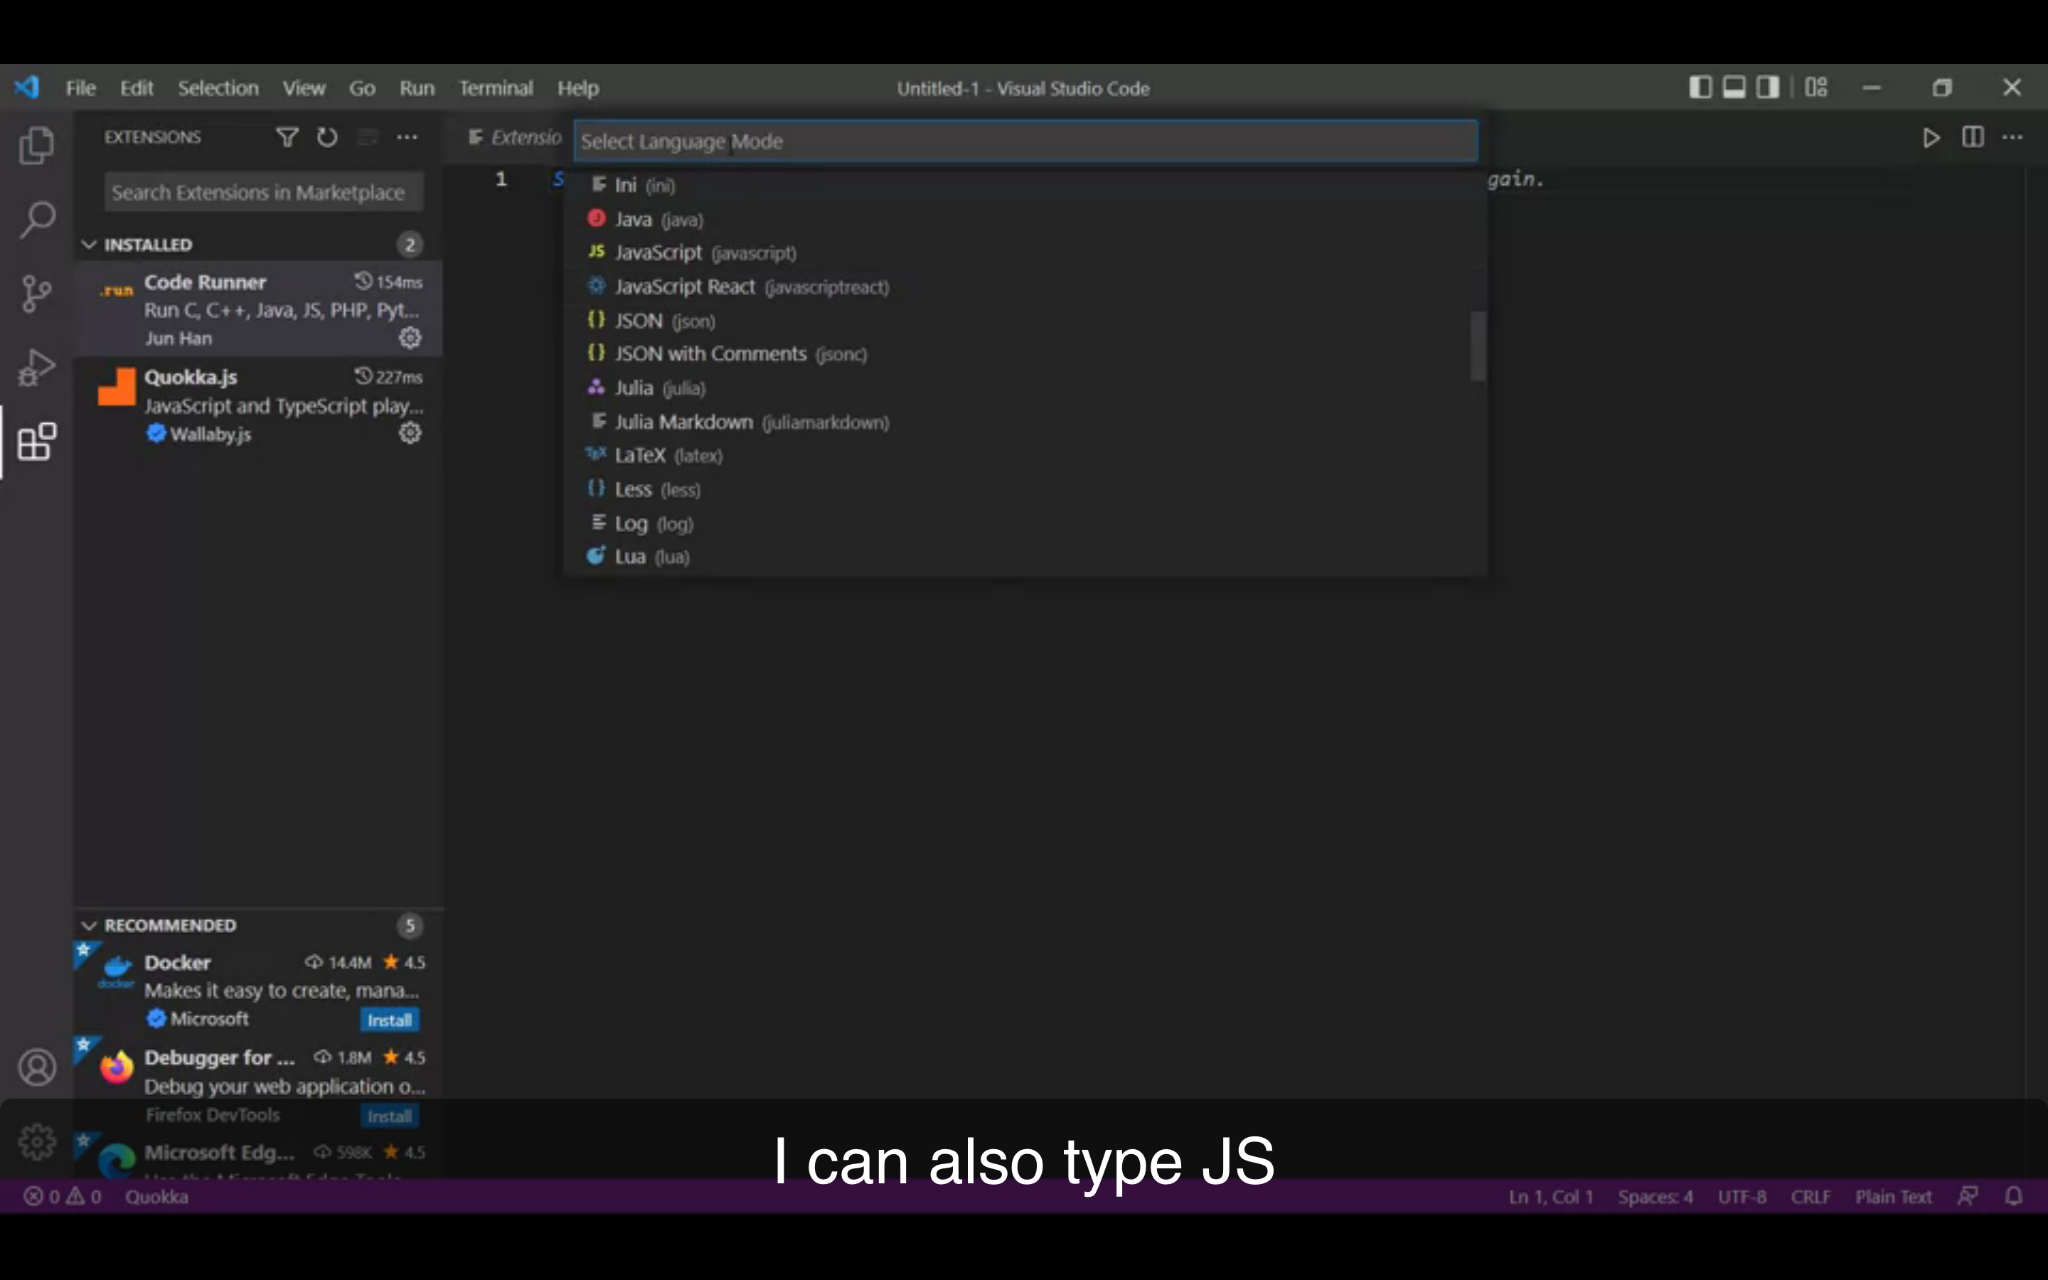 File Edit Selection View Go Run Terminal Help
Untitled-1 - Visual Studio Code
EXTENSIONS
Search Extensions in Marketplace
INSTALLED 2
.run Code Runner 154ms
Run C, C++, Java, JS, PHP, Pyt...
Jun Han
Quokka.js 227ms
JavaScript and TypeScript play...
Wallaby.js
RECOMMENDED 5
Docker 14.4M 4.5
docker
Makes it easy to create, mana...
Microsoft Install
Debugger for ... 1.8M 4.5
Debug your web application o...
Firefox DevTools Install
Microsoft Edg... 598K 4.5
Extensio
Select Language Mode
1 S gain.
Ini (ini)
J Java (java)
JS JavaScript (javascript)
JavaScript React (javascriptreact)
{} JSON (json)
{} JSON with Comments (jsonc)
Julia (julia)
Julia Markdown (juliamarkdown)
TEX LaTeX (latex)
{} Less (less)
Log (log)
Lua (lua)
I can also type JS
0 0 Quokka
Ln 1, Col 1 Spaces: 4 UTF-8 CRLF Plain Text